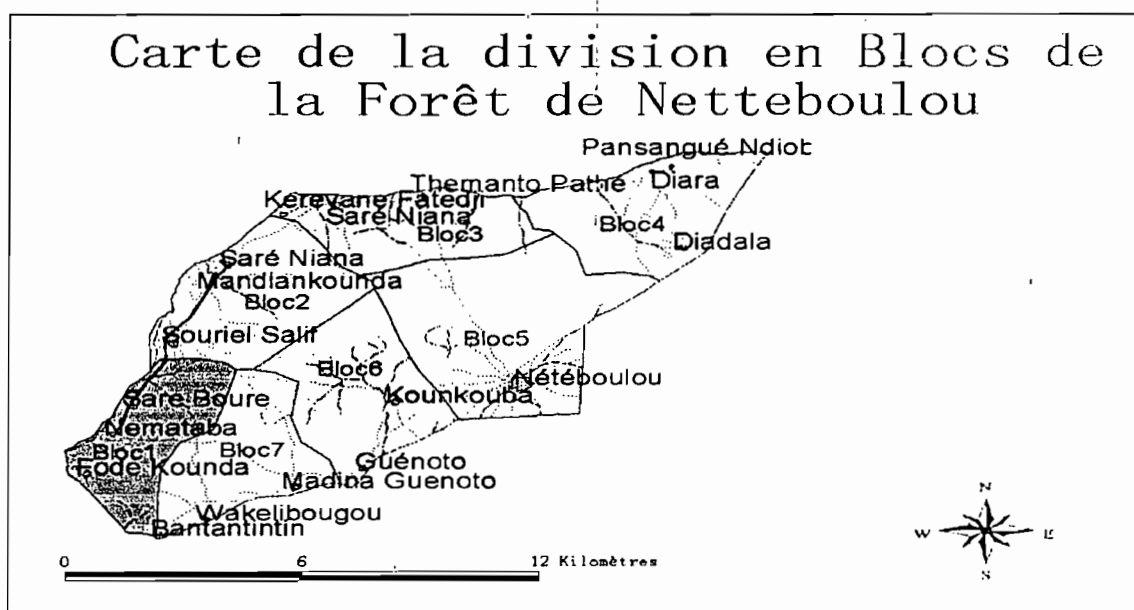 Carte de la division en Blocs de
la Forêt de Netteboulou
Pansangué Ndiot
Themanto Pathé
Diara
Kerevane Fatedji
Saré Niana
Bloc3
Bloc4
Diadala
Saré Niana
Mandiankounda
Bloc2
Souriel Salif
Bloc5
Bloc6
Nétéboulou
Kounkouba
Sare Boure
Nemataba
Bloc1
Bloc7
Fode Kounda
Guénoto
Madina Guenoto
Wakelibougou
Bantantintin
N
W
E
S
0 6 12 Kilomètres